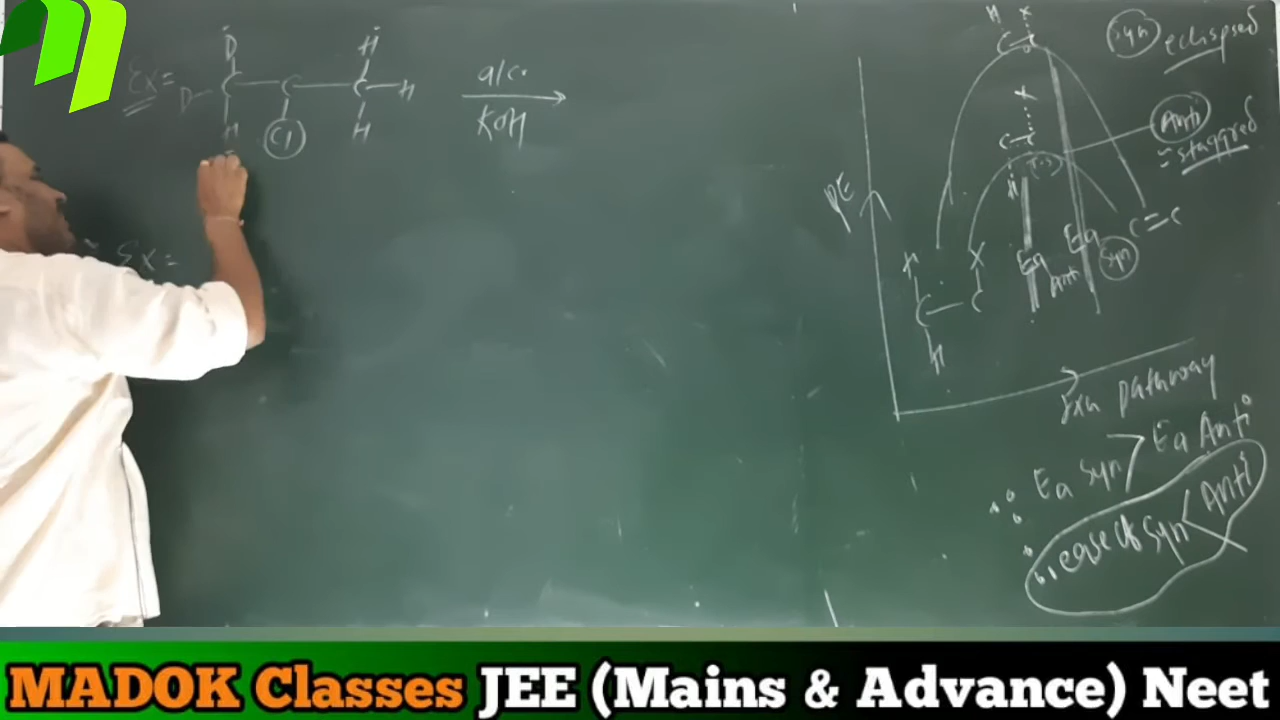 Ex=
D
H
D C C C H
H Cl H
alc.
KOH
Ex=
H X
C C
Syn
eclipsed
X
C C
H
(T.S)
Anti
= staggred
PE
X X
C C
H
Ea
Anti
Ea
Syn
C=C
Rxn pathway
∴ Ea Syn > Ea Anti
∴ ease of Syn < Anti
MADOK Classes JEE (Mains & Advance) Neet